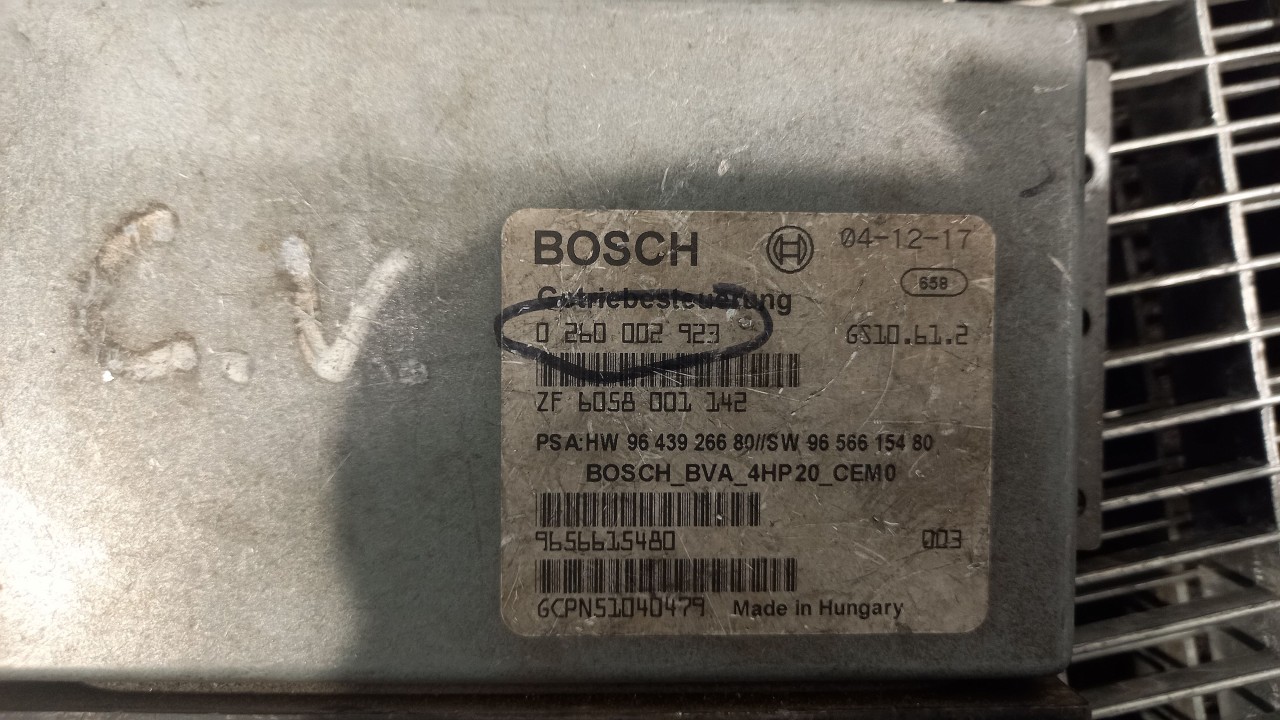 C.V.
BOSCH 04-12-17
658
Getriebesteuerung
0 260 002 923 GS10.61.2
ZF 6058 001 142
PSA:HW 96 439 266 80//SW 96 566 154 80
BOSCH_BVA_4HP20_CEM0
9656615480 003
GCPN51040479 Made in Hungary